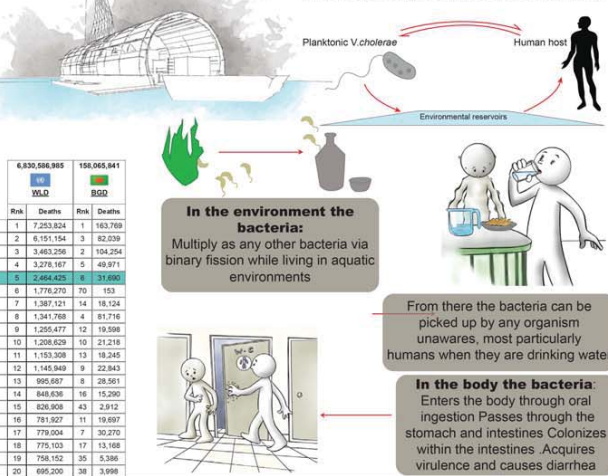 Planktonic V.cholerae
Human host
Environmental reservoirs
6,830,586,985 158,065,841
WLD BGD
Rnk Deaths Rnk Deaths
1 7,253,824 1 163,769
2 6,151,154 3 82,039
3 3,463,256 2 104,254
4 3,278,167 5 49,971
5 2,464,425 6 31,690
6 1,776,270 70 153
7 1,387,121 14 18,124
8 1,341,768 4 81,716
9 1,255,477 12 19,598
10 1,208,629 10 21,218
11 1,153,308 13 18,245
12 1,145,949 9 22,843
13 995,687 8 28,561
14 848,636 16 15,290
15 826,908 43 2,912
16 781,927 11 19,697
17 779,004 7 30,270
18 775,103 17 13,168
19 758,152 35 5,386
20 695,200 38 3,998
In the environment the
bacteria:
Multiply as any other bacteria via
binary fission while living in aquatic
environments
From there the bacteria can be
picked up by any organism
unawares, most particularly
humans when they are drinking water
W-C
In the body the bacteria:
Enters the body through oral
ingestion Passes through the
stomach and intestines Colonizes
within the intestines .Acquires
virulence and causes diarrhea